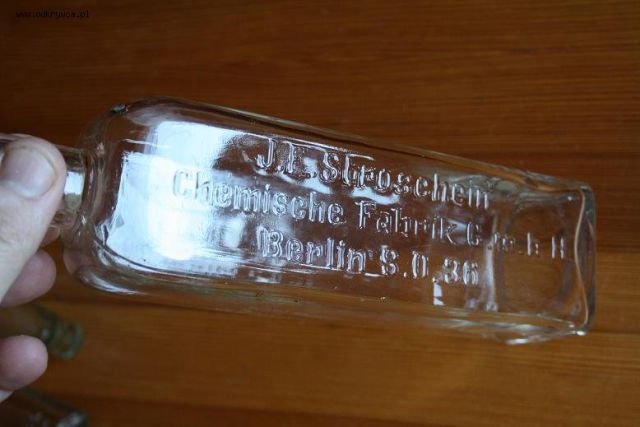 www.odkrywca.pl
J.E. Stroschein
Chemische Fabrik G.m.b.H
Berlin S.O. 36